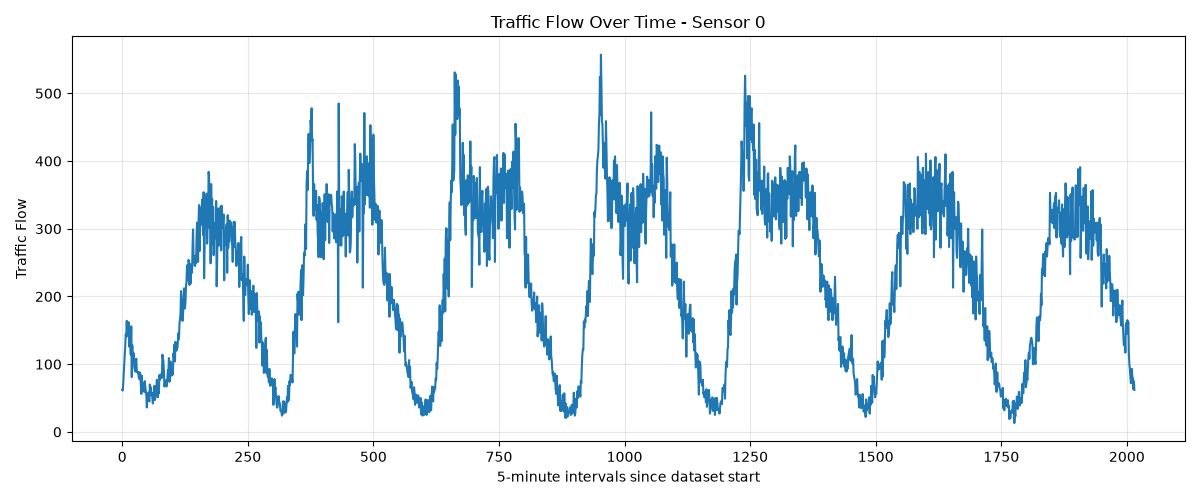 Traffic Flow Over Time - Sensor 0
Traffic Flow
500
400
300
200
100
0
0 250 500 750 1000 1250 1500 1750 2000
5-minute intervals since dataset start